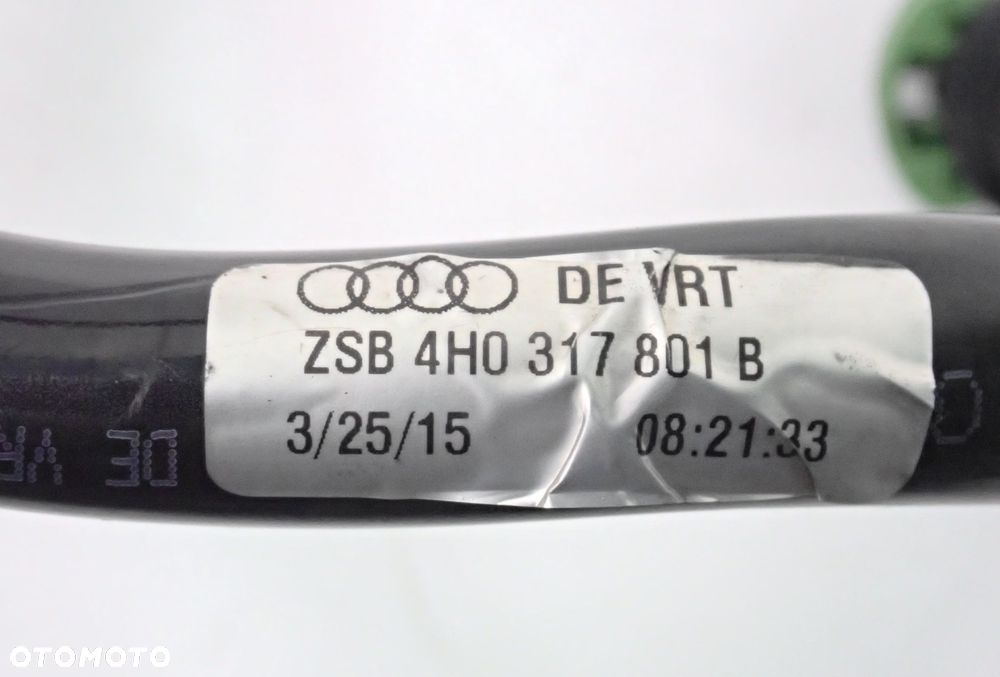 DE VRT
ZSB 4H0 317 801 B
3/25/15 08:21:33
OTOMOTO